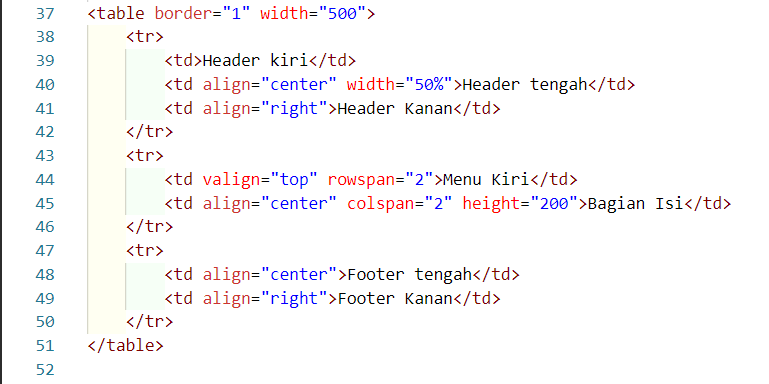 37 <table border="1" width="500">
38     <tr>
39         <td>Header kiri</td>
40         <td align="center" width="50%">Header tengah</td>
41         <td align="right">Header Kanan</td>
42     </tr>
43     <tr>
44         <td valign="top" rowspan="2">Menu Kiri</td>
45         <td align="center" colspan="2" height="200">Bagian Isi</td>
46     </tr>
47     <tr>
48         <td align="center">Footer tengah</td>
49         <td align="right">Footer Kanan</td>
50     </tr>
51 </table>
52